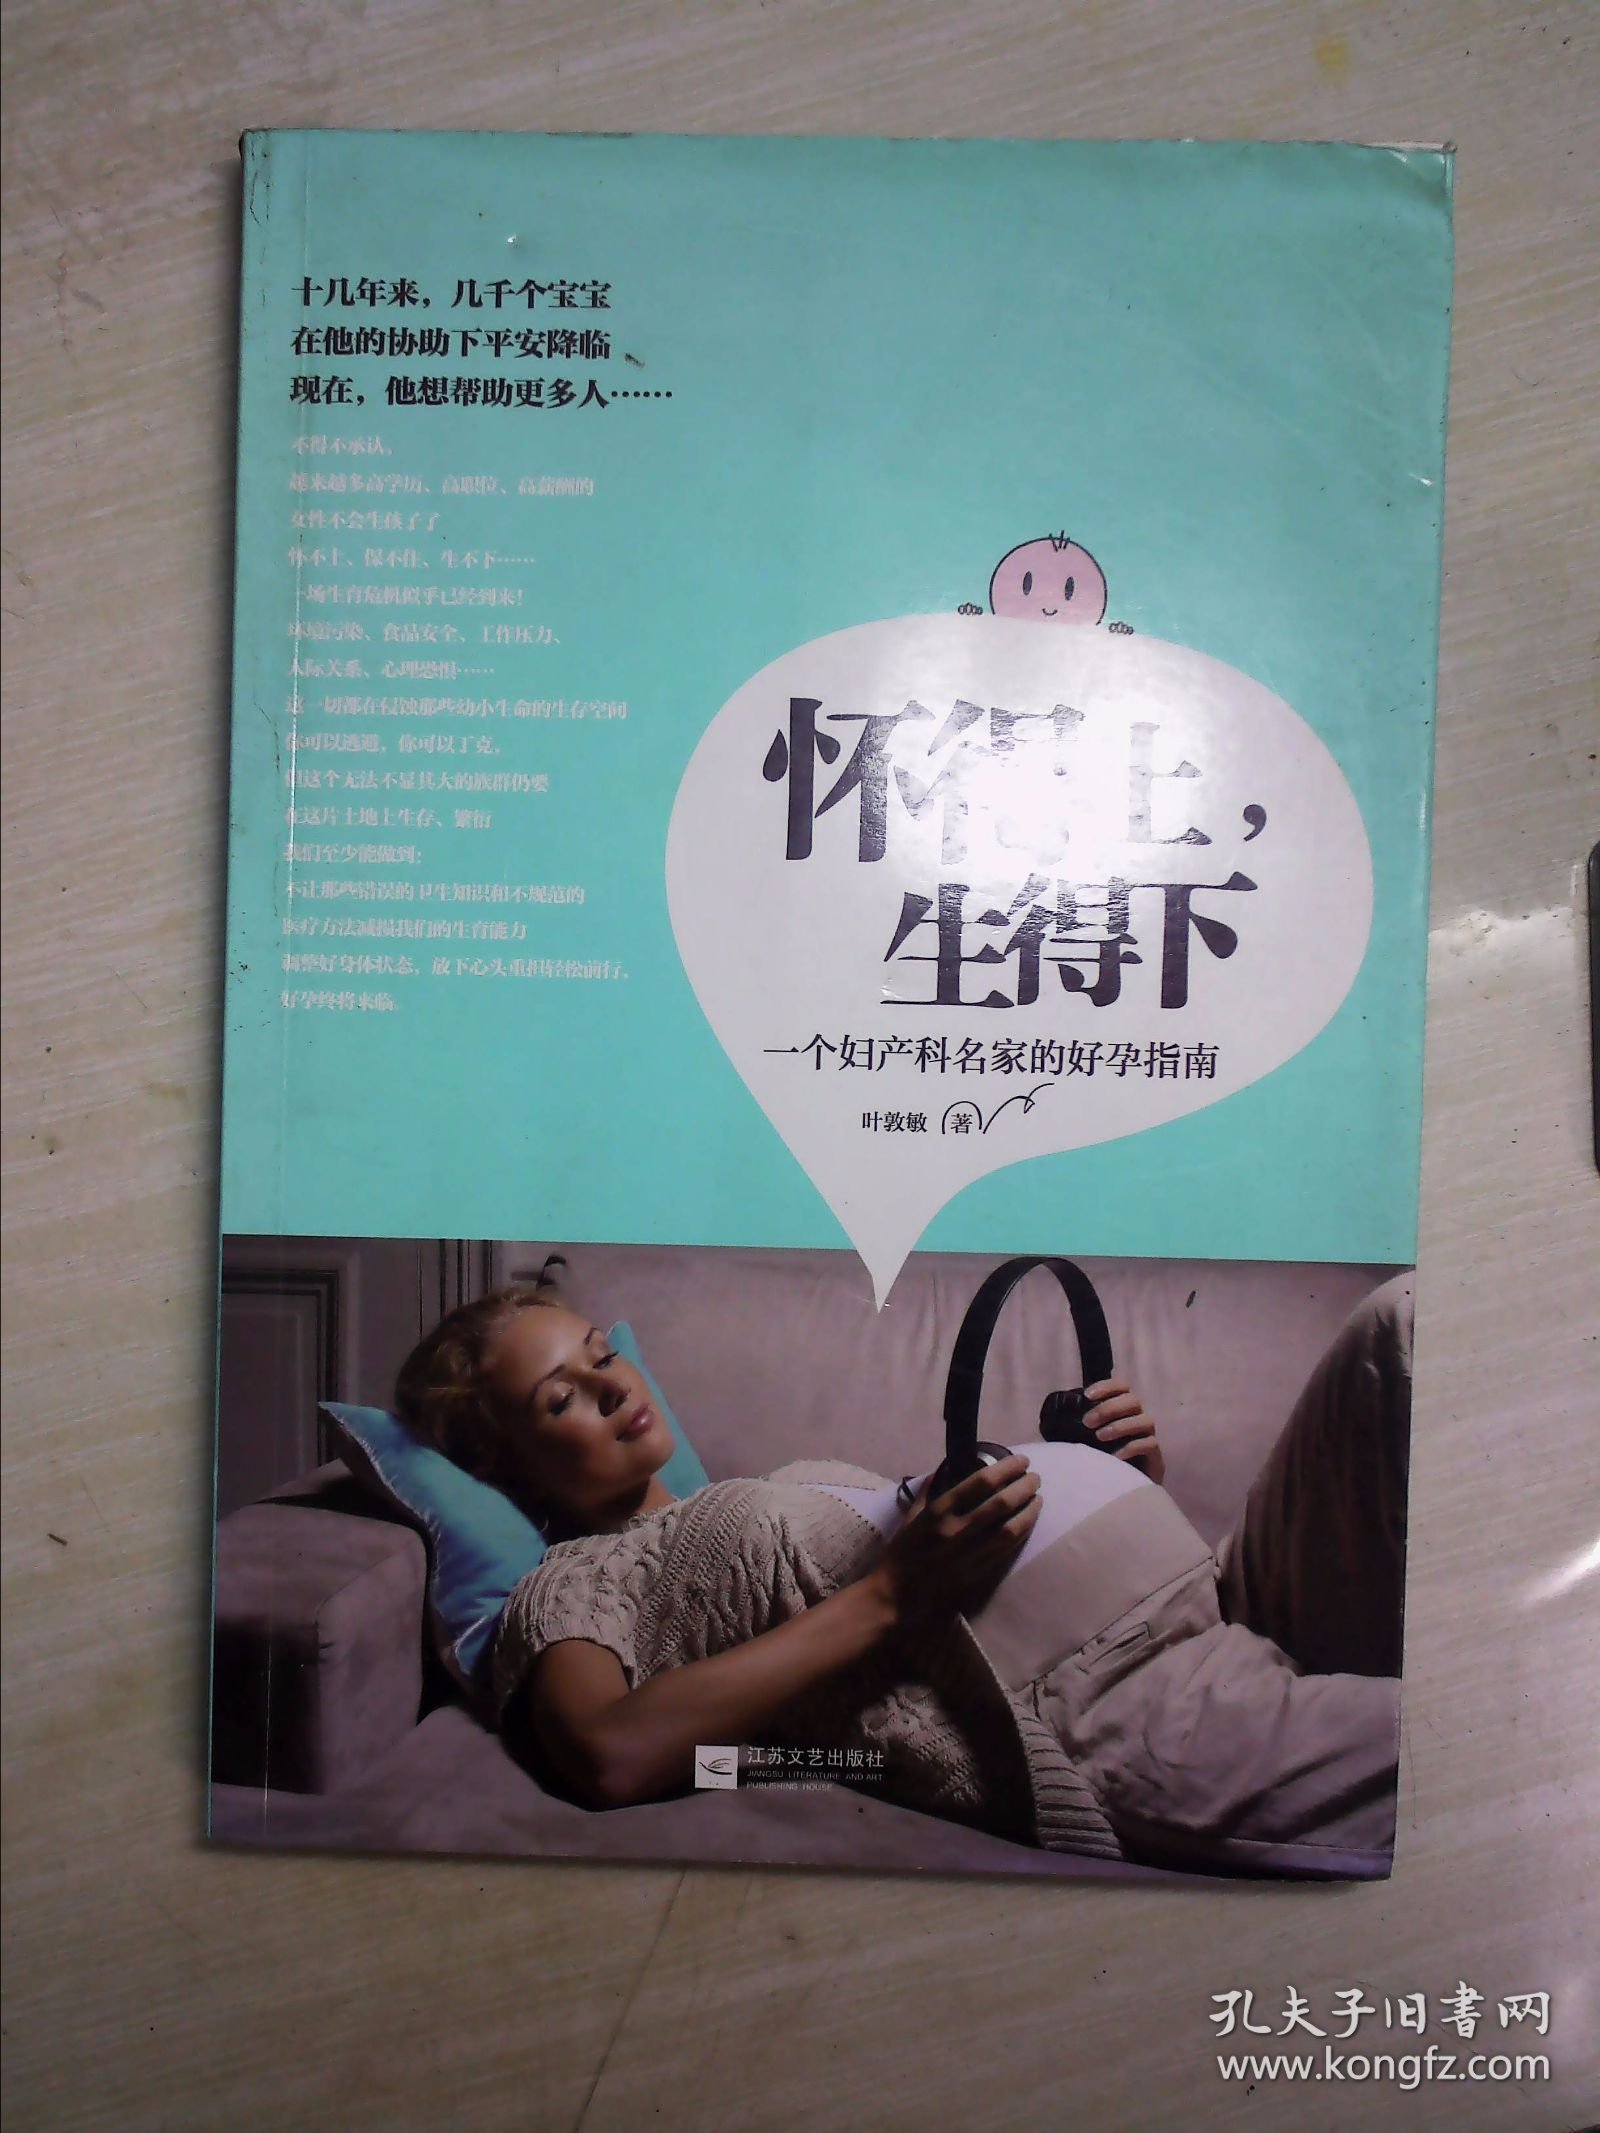 十几年来，几千个宝宝
在他的协助下平安降临
现在，他想帮助更多人……
不得不承认，
越来越多高学历、高职位、高薪酬的
女性不会生孩子了
怀不上、保不住、生不下……
一场生育危机似乎已经到来！
环境污染、食品安全、工作压力、
人际关系、心理恐惧……
这一切都在侵蚀那些幼小生命的生存空间
你可以逃避，你可以丁克，
但这个无法不显其大的族群仍要
在这片土地上生存、繁衍
我们至少能做到：
不让那些错误的卫生知识和不规范的
医疗方法减损我们的生育能力
调整好身体状态，放下心头重担轻松前行，
好孕终将来临。
怀得上，
生得下
一个妇产科名家的好孕指南
叶敦敏 著
江苏文艺出版社
JIANGSU LITERATURE AND ART
PUBLISHING HOUSE
孔夫子旧书网
www.kongfz.com